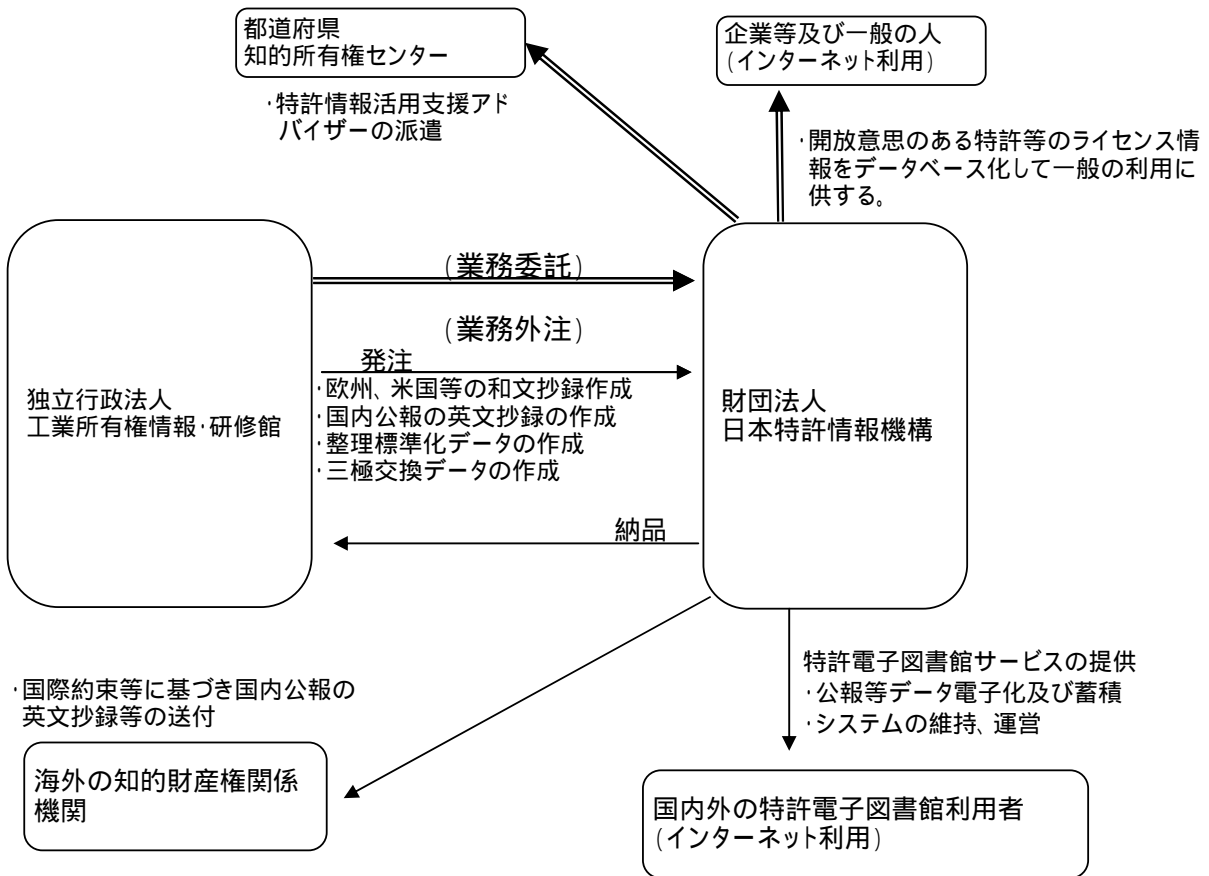 都道府県
知的所有権センター
企業等及び一般の人
(インターネット利用)
・特許情報活用支援アド
バイザーの派遣
・開放意思のある特許等のライセンス情
報をデータベース化して一般の利用に
供する。
(業務委託)
(業務外注)
発注
・欧州、米国等の和文抄録作成
・国内公報の英文抄録の作成
・整理標準化データの作成
・三極交換データの作成
独立行政法人
工業所有権情報・研修館
財団法人
日本特許情報機構
納品
特許電子図書館サービスの提供
・公報等データ電子化及び蓄積
・システムの維持、運営
・国際約束等に基づき国内公報の
英文抄録等の送付
海外の知的財産権関係
機関
国内外の特許電子図書館利用者
(インターネット利用)